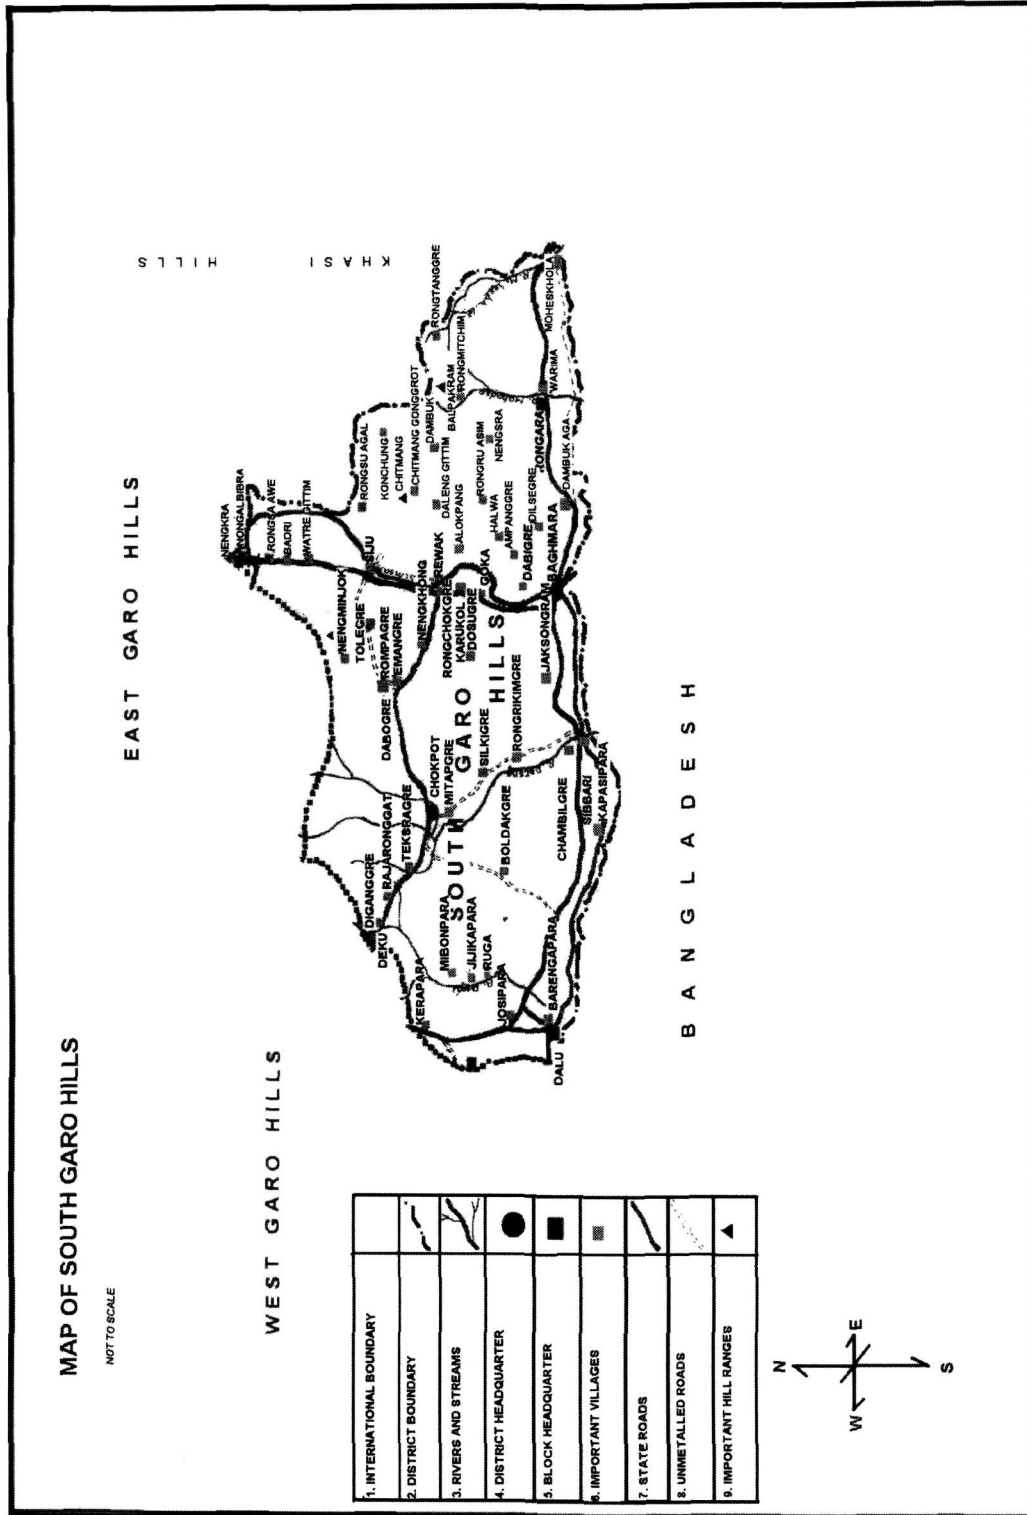 MAP OF SOUTH GARO HILLS
NOT TO SCALE
EAST GARO HILLS
WEST GARO HILLS
KHASI HILLS
SOUTH GARO HILLS
BANGLADESH
NENGKRA
NONGALBIBRA
RONGSA AWE
BADRI
WATRE GITTIM
NENGMINJOK
SIJU
TOLEGRE
ROMPAGRE
EMANGRE
DABOGRE
NENGKHONG
REWAK
RONGCHOKGRE
KARUKOL
DOSUGRE
GOKA
RONGSU AGAL
KONCHUNG
CHITMANG
CHITMANG GONGGROT
DAMBUK
DALENG GITTIM
ALOKPANG
BALPAKRAM
RONGMITCHIM
RONGTANGGRE
RONGRU ASIM
NENGSRA
HALWA
AMPANGGRE
DILSEGRE
DABIGRE
BAGHMARA
RONGARA
DAMBUK AGA
WARIMA
MOHESKHOLA
JAKSONGRAM
DIGANGGRE
DEKU
RAJARONGGAT
TEKSRAGRE
CHOKPOT
MITAPGRE
SILKIGRE
RONGRIKIMGRE
BOLDAKGRE
CHAMBILGRE
SIBBARI
KAPASIPARA
KERAPARA
MIBONPARA
JIJIKAPARA
RUGA
JOSIPARA
BARENGAPARA
DALU
1. INTERNATIONAL BOUNDARY
2. DISTRICT BOUNDARY
3. RIVERS AND STREAMS
4. DISTRICT HEADQUARTER
5. BLOCK HEADQUARTER
6. IMPORTANT VILLAGES
7. STATE ROADS
8. UNMETALLED ROADS
9. IMPORTANT HILL RANGES
N
W
E
S